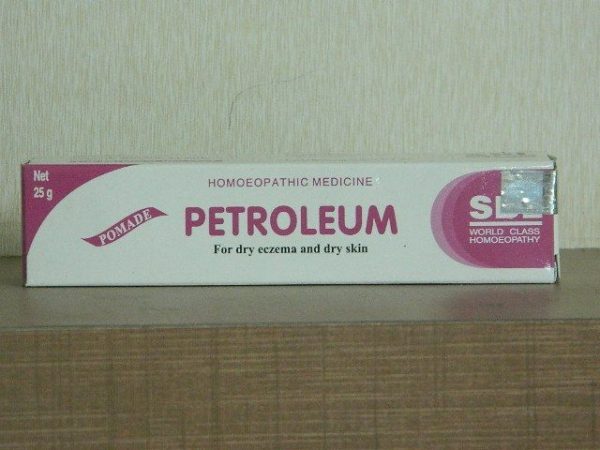 Net
25 g
POMADE
HOMOEOPATHIC MEDICINE
PETROLEUM
For dry eczema and dry skin
WORLD CLASS
HOMOEOPATHY